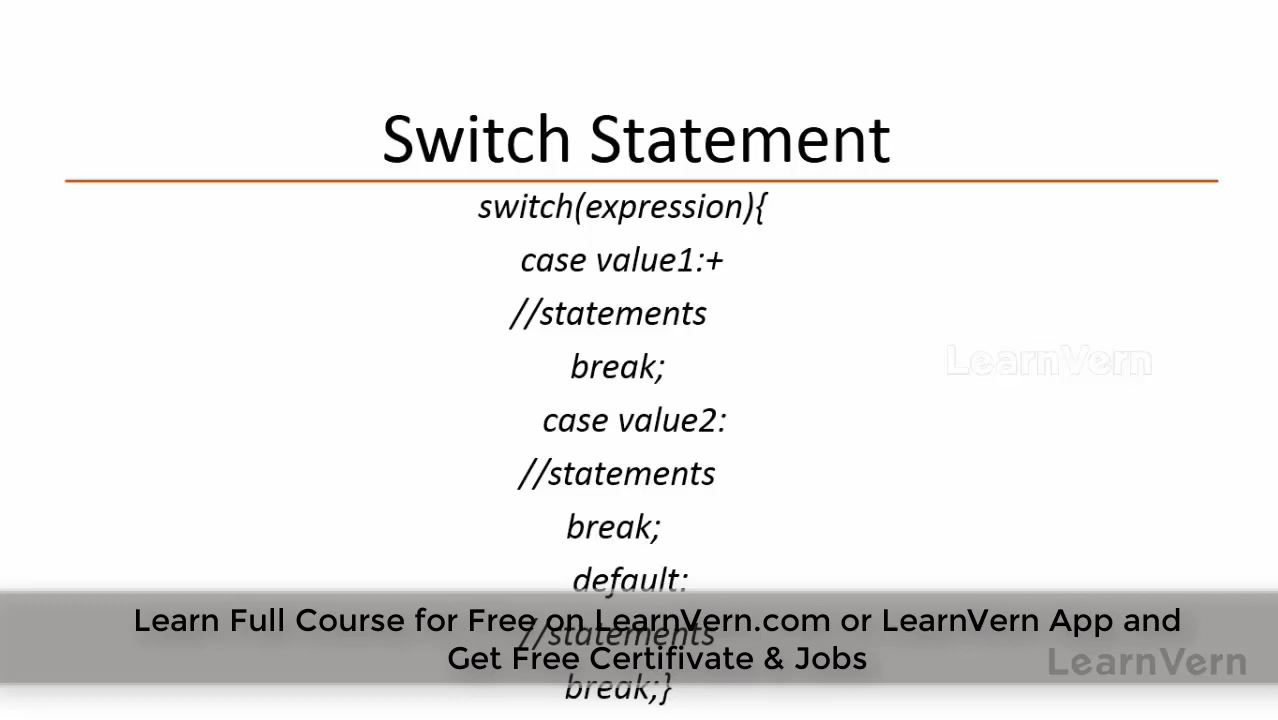 Switch Statement
switch(expression){
case value1:+
//statements
break;
LearnVern
case value2:
//statements
break;
default:
//statements
Learn Full Course for Free on LearnVern.com or LearnVern App and
Get Free Certifivate & Jobs
LearnVern
break;}